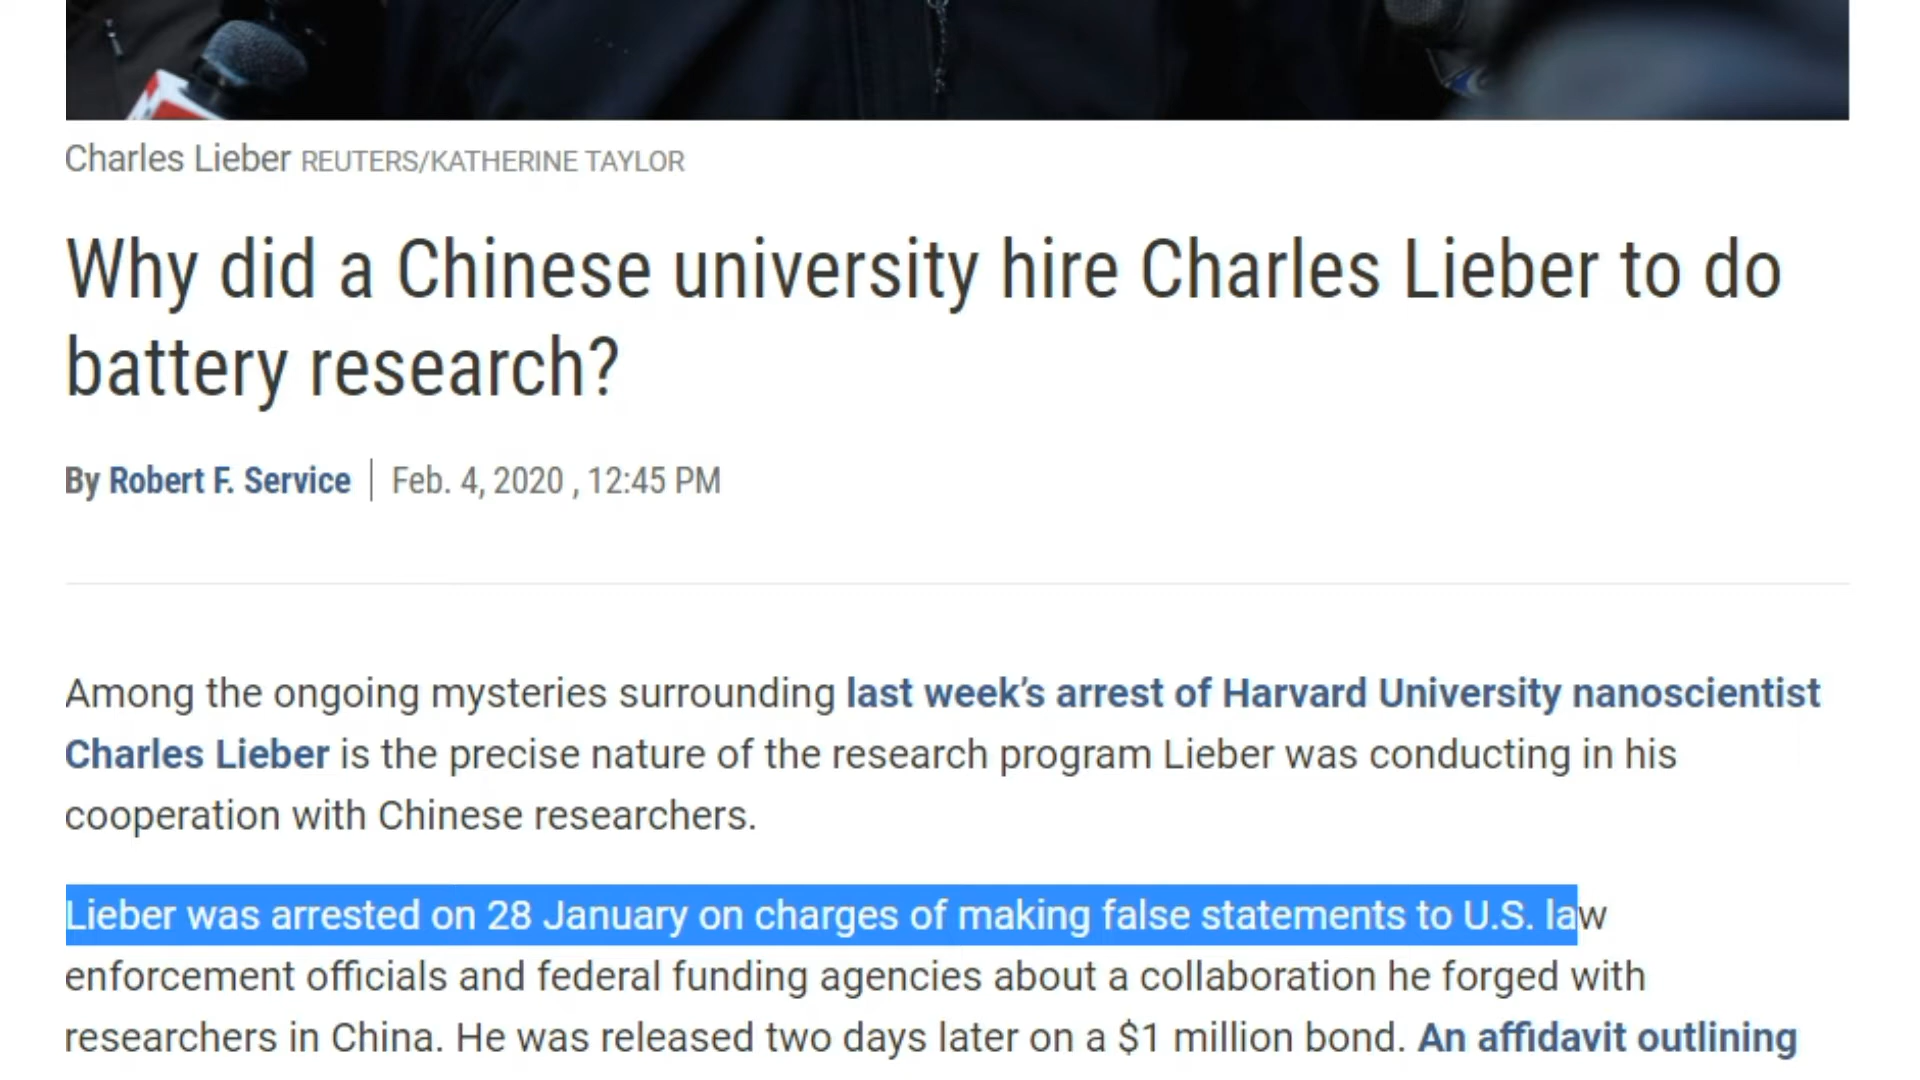 Charles Lieber REUTERS/KATHERINE TAYLOR
Why did a Chinese university hire Charles Lieber to do
battery research?
By Robert F. Service | Feb. 4, 2020 , 12:45 PM
Among the ongoing mysteries surrounding last week’s arrest of Harvard University nanoscientist
Charles Lieber is the precise nature of the research program Lieber was conducting in his
cooperation with Chinese researchers.
Lieber was arrested on 28 January on charges of making false statements to U.S. law
enforcement officials and federal funding agencies about a collaboration he forged with
researchers in China. He was released two days later on a $1 million bond. An affidavit outlining